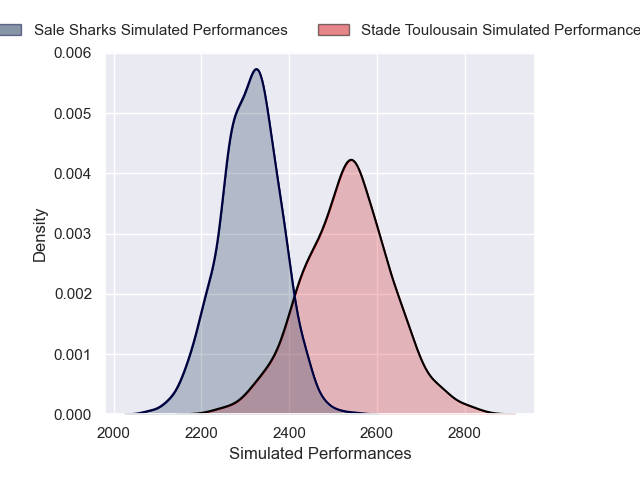 Sale Sharks Simulated Performances Stade Toulousain Simulated Performance
0.006
0.005
0.004
0.003
0.002
0.001
0.000
Density
2000 2200 2400 2600 2800
Simulated Performances